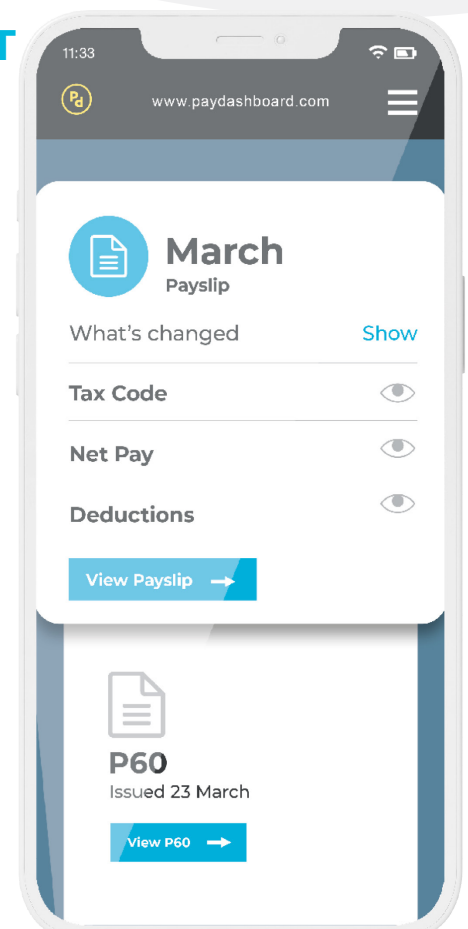 T
11:33
Pd
www.paydashboard.com
March
Payslip
What's changed Show
Tax Code
Net Pay
Deductions
View Payslip
P60
Issued 23 March
View P60